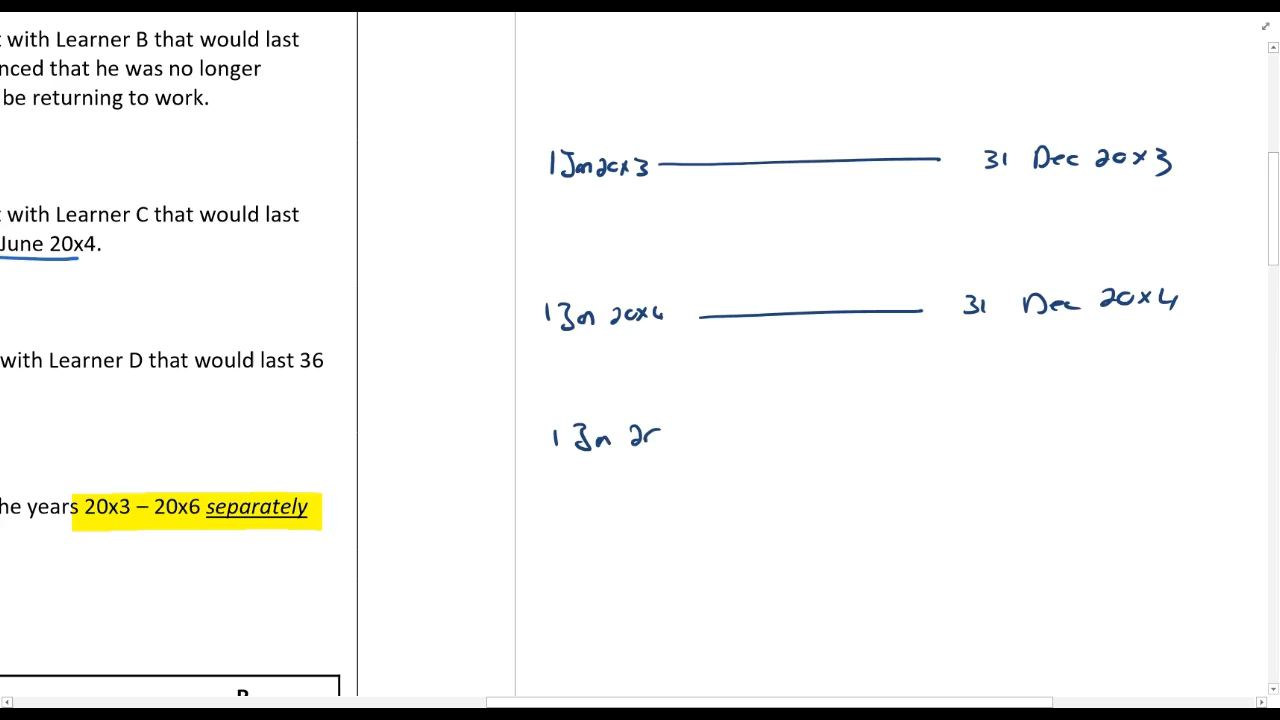 t with Learner B that would last
nced that he was no longer
be returning to work.
1 Jan 20x3 31 Dec 20x3
t with Learner C that would last
June 20x4.
1 Jan 20x4 31 Dec 20x4
with Learner D that would last 36
1 Jan 20
he years 20x3 – 20x6 separately
R